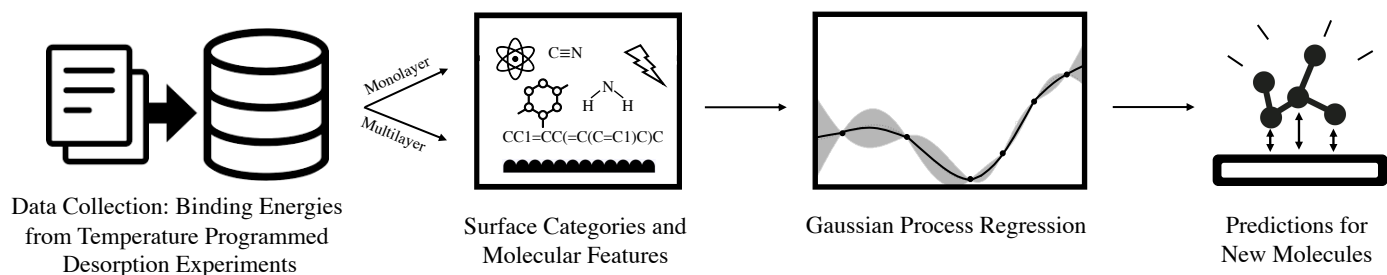 Monolayer
Multilayer
C≡N
N
H H
CC1=CC(=C(C=C1)C)C
Data Collection: Binding Energies
from Temperature Programmed
Desorption Experiments
Surface Categories and
Molecular Features
Gaussian Process Regression
Predictions for
New Molecules